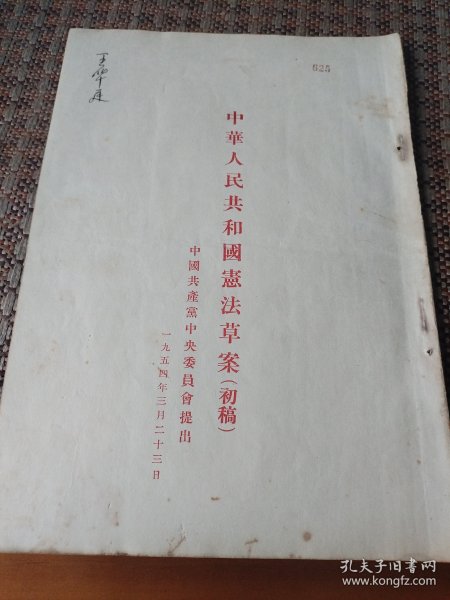 625
中華人民共和國憲法草案（初稿）
中國共產黨中央委員會提出
一九五四年三月二十三日
孔夫子旧书网
www.kongfz.com